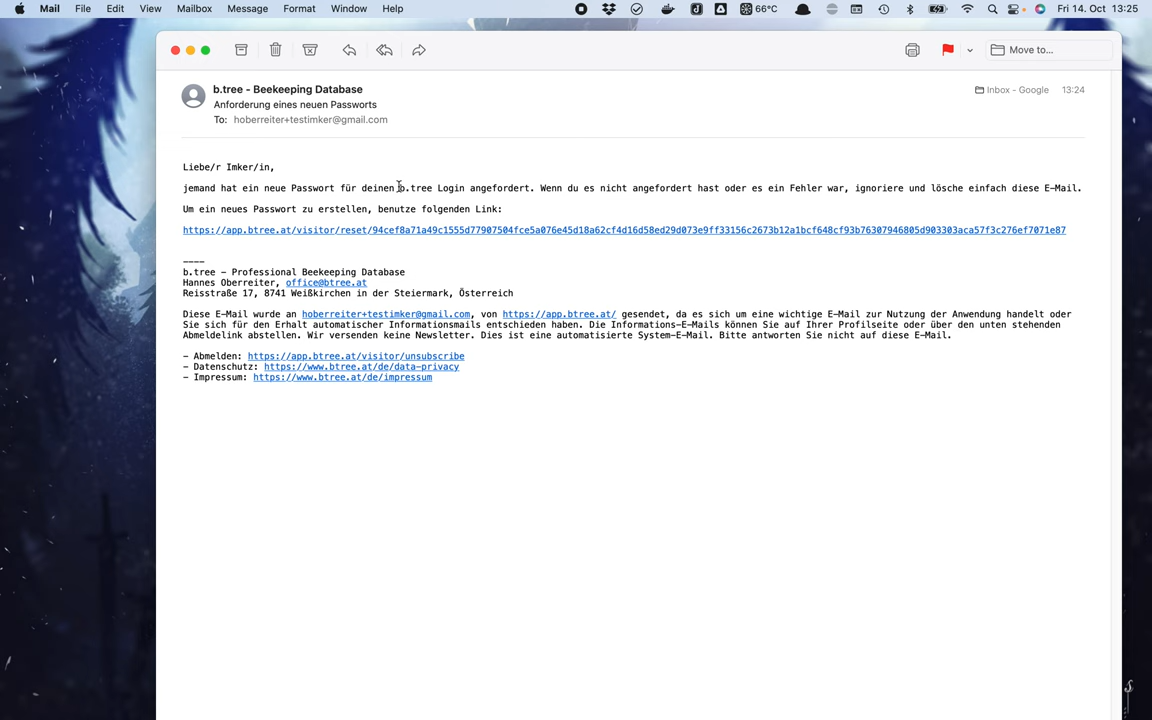 Mail File Edit View Mailbox Message Format Window Help 66°C Fri 14. Oct 13:25
Move to...
b.tree - Beekeeping Database Inbox - Google 13:24
Anforderung eines neuen Passworts
To: hoberreiter+testimker@gmail.com
Liebe/r Imker/in,
jemand hat ein neue Passwort für deinen b.tree Login angefordert. Wenn du es nicht angefordert hast oder es ein Fehler war, ignoriere und lösche einfach diese E-Mail.
Um ein neues Passwort zu erstellen, benutze folgenden Link:
https://app.btree.at/visitor/reset/94cef8a71a49c1555d77907504fce5a076e45d18a62cf4d16d58ed29d073e9ff33156c2673b12a1bcf648cf93b76307946805d903303aca57f3c276ef7071e87
----
b.tree - Professional Beekeeping Database
Hannes Oberreiter, office@btree.at
Reisstraße 17, 8741 Weißkirchen in der Steiermark, Österreich
Diese E-Mail wurde an hoberreiter+testimker@gmail.com, von https://app.btree.at/ gesendet, da es sich um eine wichtige E-Mail zur Nutzung der Anwendung handelt oder
Sie sich für den Erhalt automatischer Informationsmails entschieden haben. Die Informations-E-Mails können Sie auf Ihrer Profilseite oder über den unten stehenden
Abmeldelink abstellen. Wir versenden keine Newsletter. Dies ist eine automatisierte System-E-Mail. Bitte antworten Sie nicht auf diese E-Mail.
- Abmelden: https://app.btree.at/visitor/unsubscribe
- Datenschutz: https://www.btree.at/de/data-privacy
- Impressum: https://www.btree.at/de/impressum